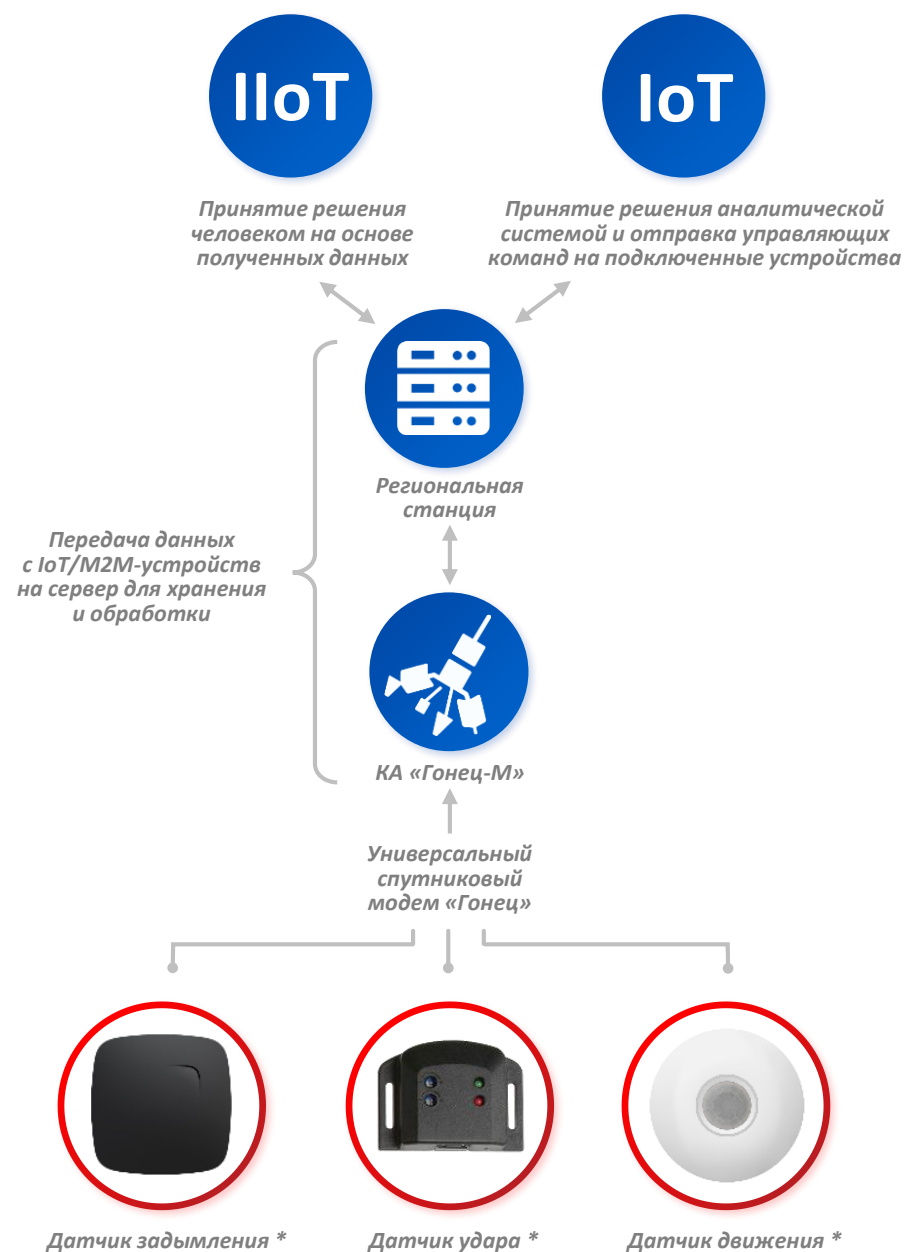 IIoT
IoT
Принятие решения
человеком на основе
полученных данных
Принятие решения аналитической
системой и отправка управляющих
команд на подключенные устройства
Региональная
станция
Передача данных
с IoT/M2M-устройств
на сервер для хранения
и обработки
КА «Гонец-М»
Универсальный
спутниковый
модем «Гонец»
Датчик задымления *
Датчик удара *
Датчик движения *